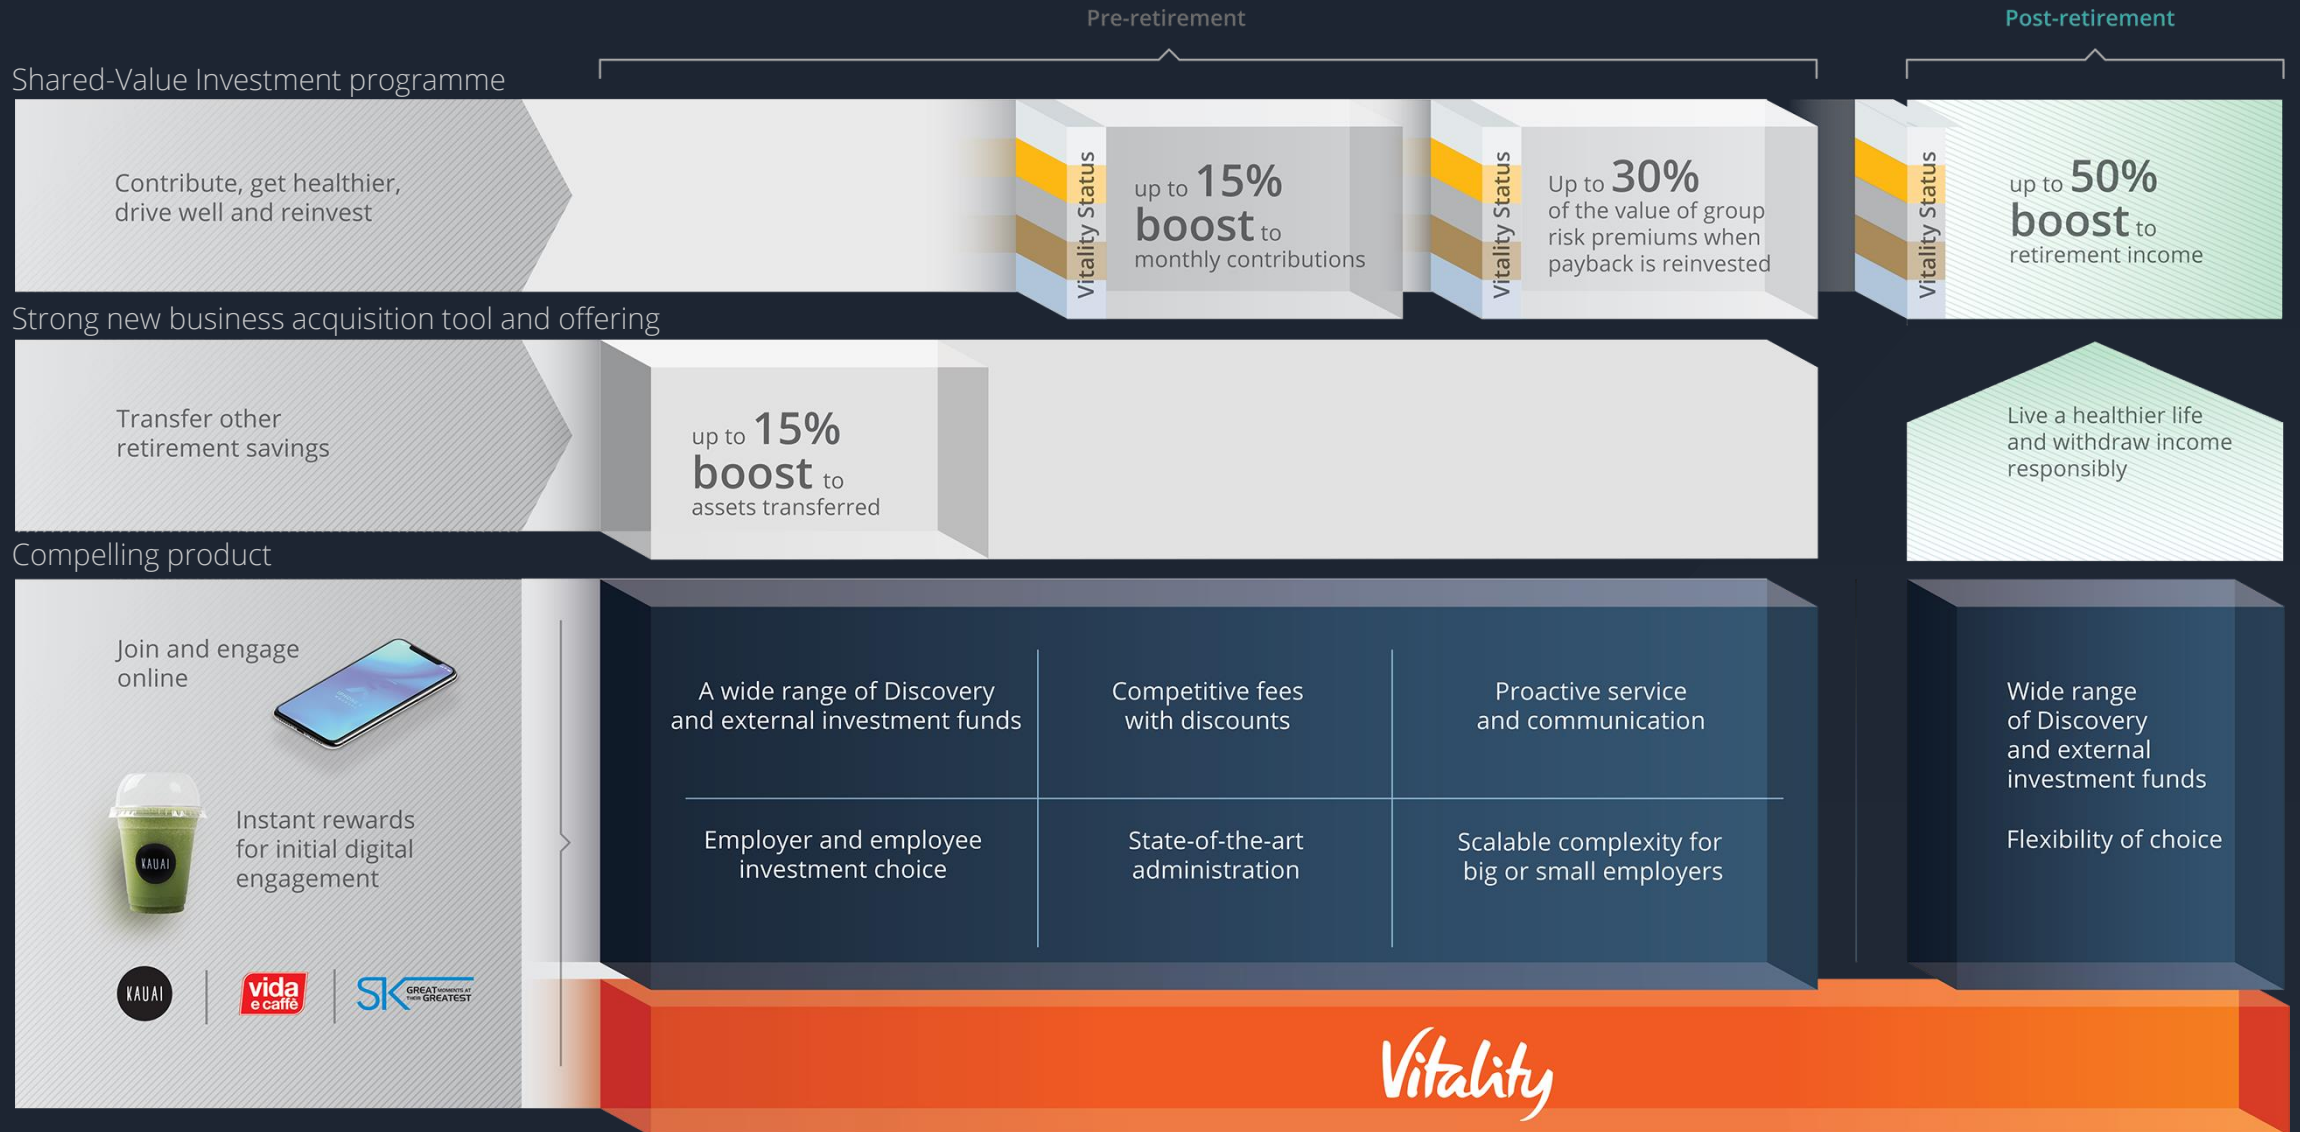 Pre-retirement
Post-retirement
Shared-Value Investment programme
Contribute, get healthier,
drive well and reinvest
Vitality Status
up to 15%
boost to
monthly contributions
Vitality Status
Up to 30%
of the value of group
risk premiums when
payback is reinvested
Vitality Status
up to 50%
boost to
retirement income
Strong new business acquisition tool and offering
Transfer other
retirement savings
up to 15%
boost to
assets transferred
Live a healthier life
and withdraw income
responsibly
Compelling product
Join and engage
online
KAUAI
Instant rewards
for initial digital
engagement
KAUAI
vida
e caffè
SK
GREAT MOMENTS AT
THEIR GREATEST
A wide range of Discovery
and external investment funds
Competitive fees
with discounts
Proactive service
and communication
Employer and employee
investment choice
State-of-the-art
administration
Scalable complexity for
big or small employers
Wide range
of Discovery
and external
investment funds
Flexibility of choice
Vitality